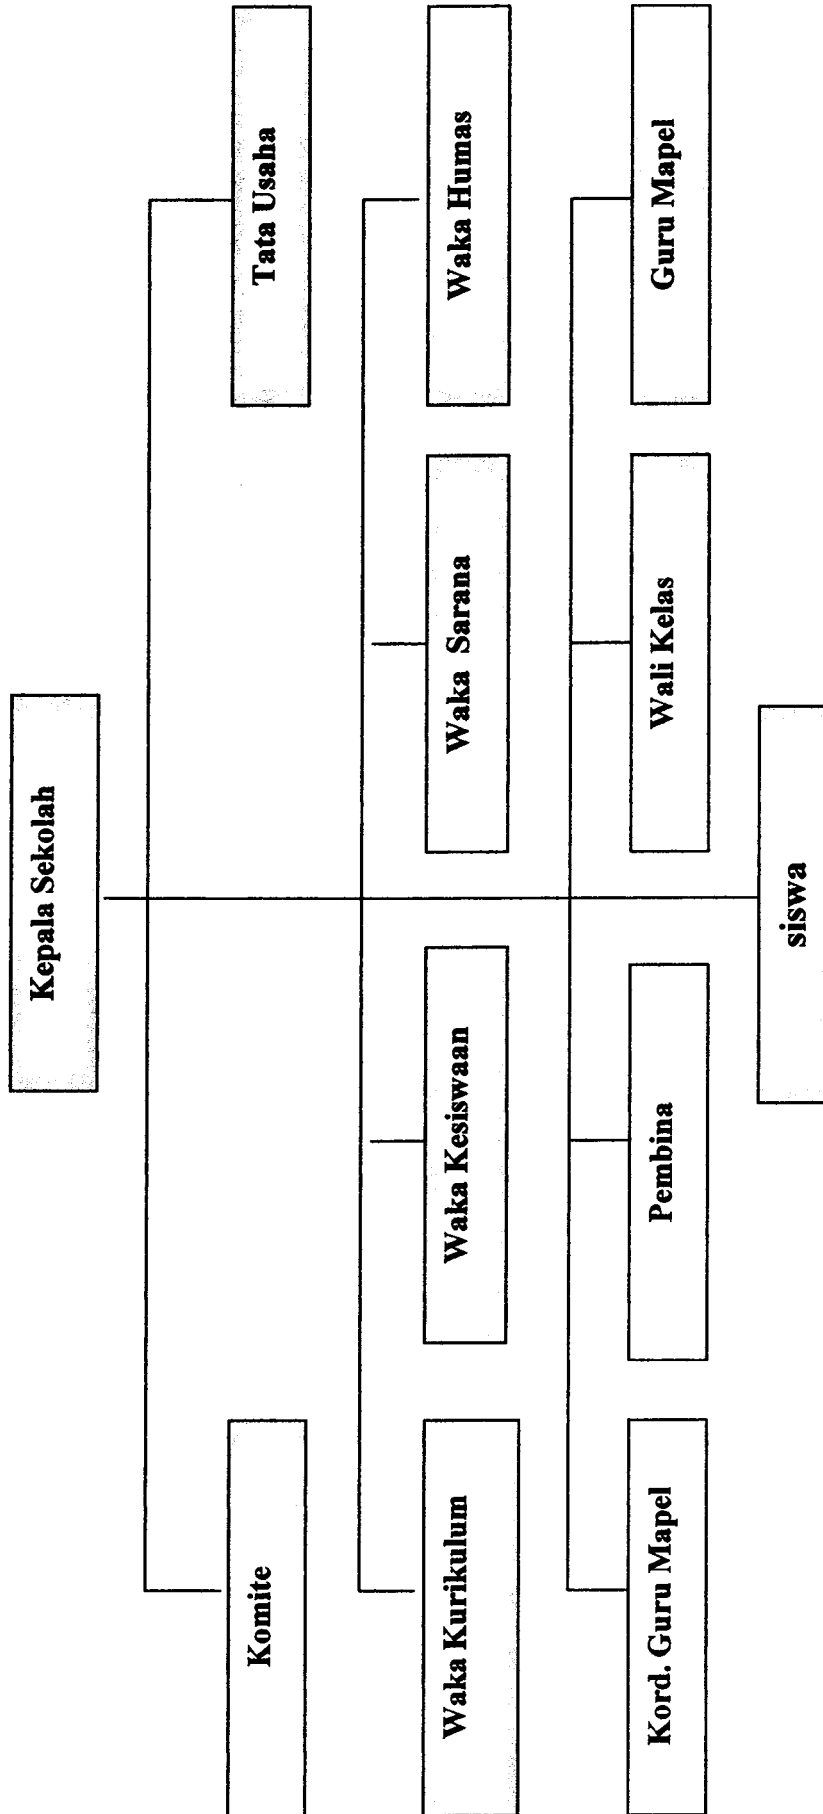 Kepala Sekolah
Komite
Tata Usaha
Waka Kurikulum
Waka Kesiswaan
Waka Sarana
Waka Humas
Kord. Guru Mapel
Pembina
Wali Kelas
Guru Mapel
siswa